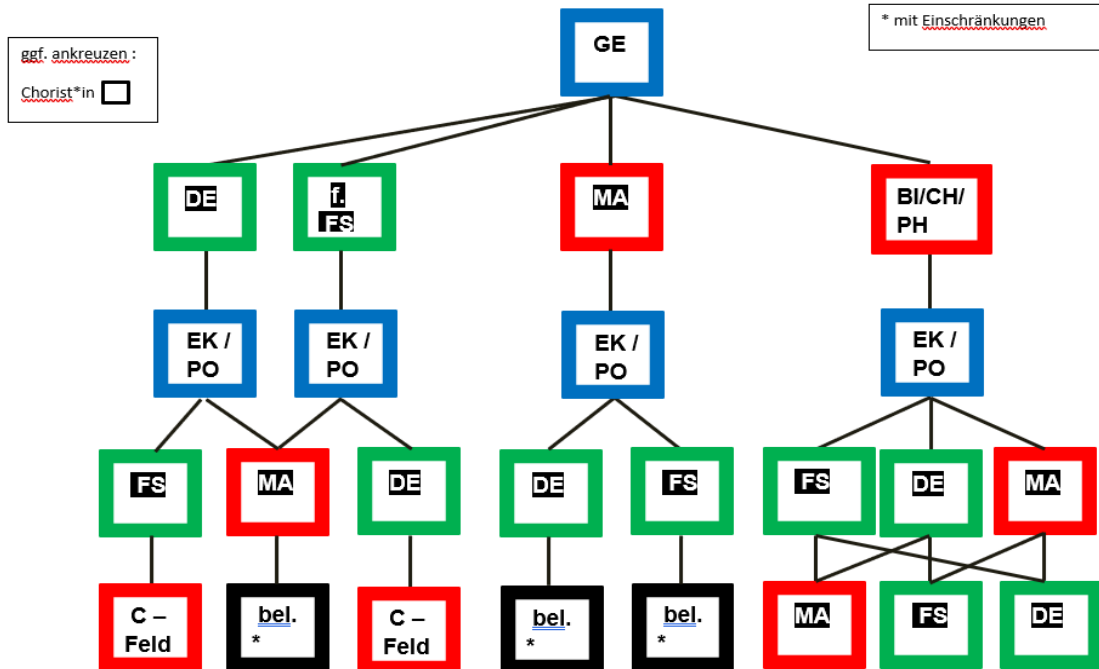 ggf. ankreuzen :
Chorist*in
* mit Einschränkungen
GE
DE
f.
FS
MA
BI/CH/
PH
EK /
PO
EK /
PO
EK /
PO
EK /
PO
FS
MA
DE
DE
FS
FS
DE
MA
C –
Feld
bel.
*
C –
Feld
bel.
*
bel.
*
MA
FS
DE